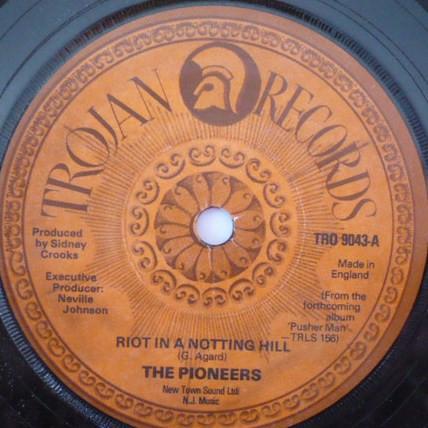 TROJAN RECORDS
Produced
by Sidney
Crooks
Executive
Producer:
Neville
Johnson
TRO 9043-A
Made in
England
(From the
forthcoming
album
'Pusher Man'
—TRLS 156)
RIOT IN A NOTTING HILL
(G. Agard)
THE PIONEERS
New Town Sound Ltd/
N.J. Music